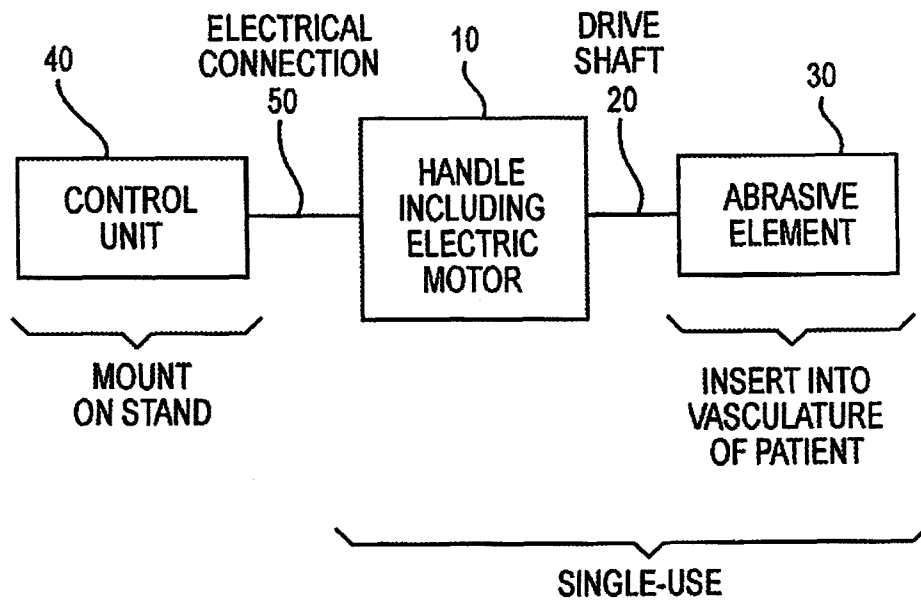 40
ELECTRICAL
CONNECTION
50
10
DRIVE
SHAFT
20
30
CONTROL
UNIT
HANDLE
INCLUDING
ELECTRIC
MOTOR
ABRASIVE
ELEMENT
MOUNT
ON STAND
INSERT INTO
VASCULATURE
OF PATIENT
SINGLE-USE